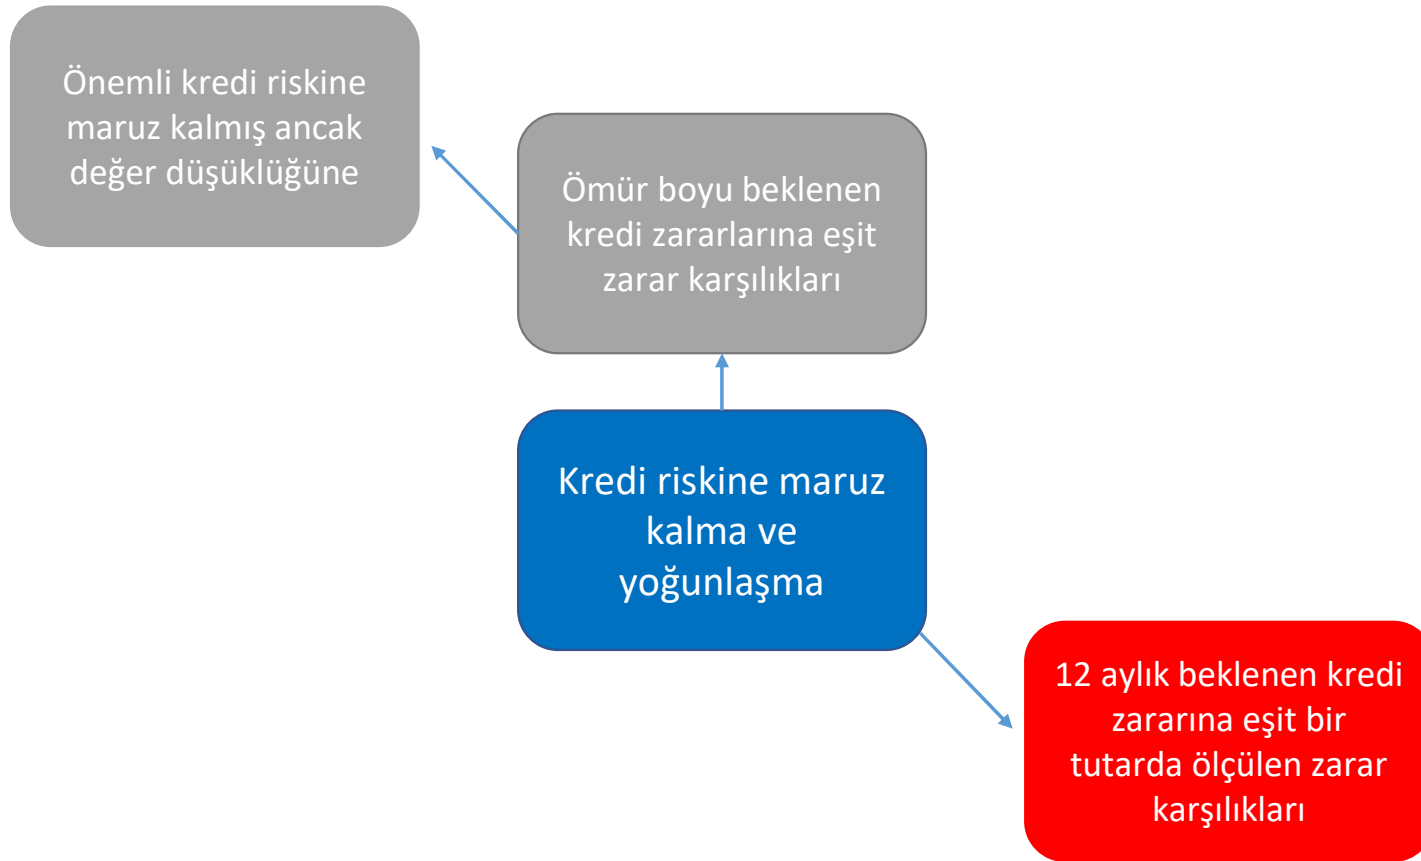 Önemli kredi riskine
maruz kalmış ancak
değer düşüklüğüne
Ömür boyu beklenen
kredi zararlarına eşit
zarar karşılıkları
Kredi riskine maruz
kalma ve
yoğunlaşma
12 aylık beklenen kredi
zararına eşit bir
tutarda ölçülen zarar
karşılıkları